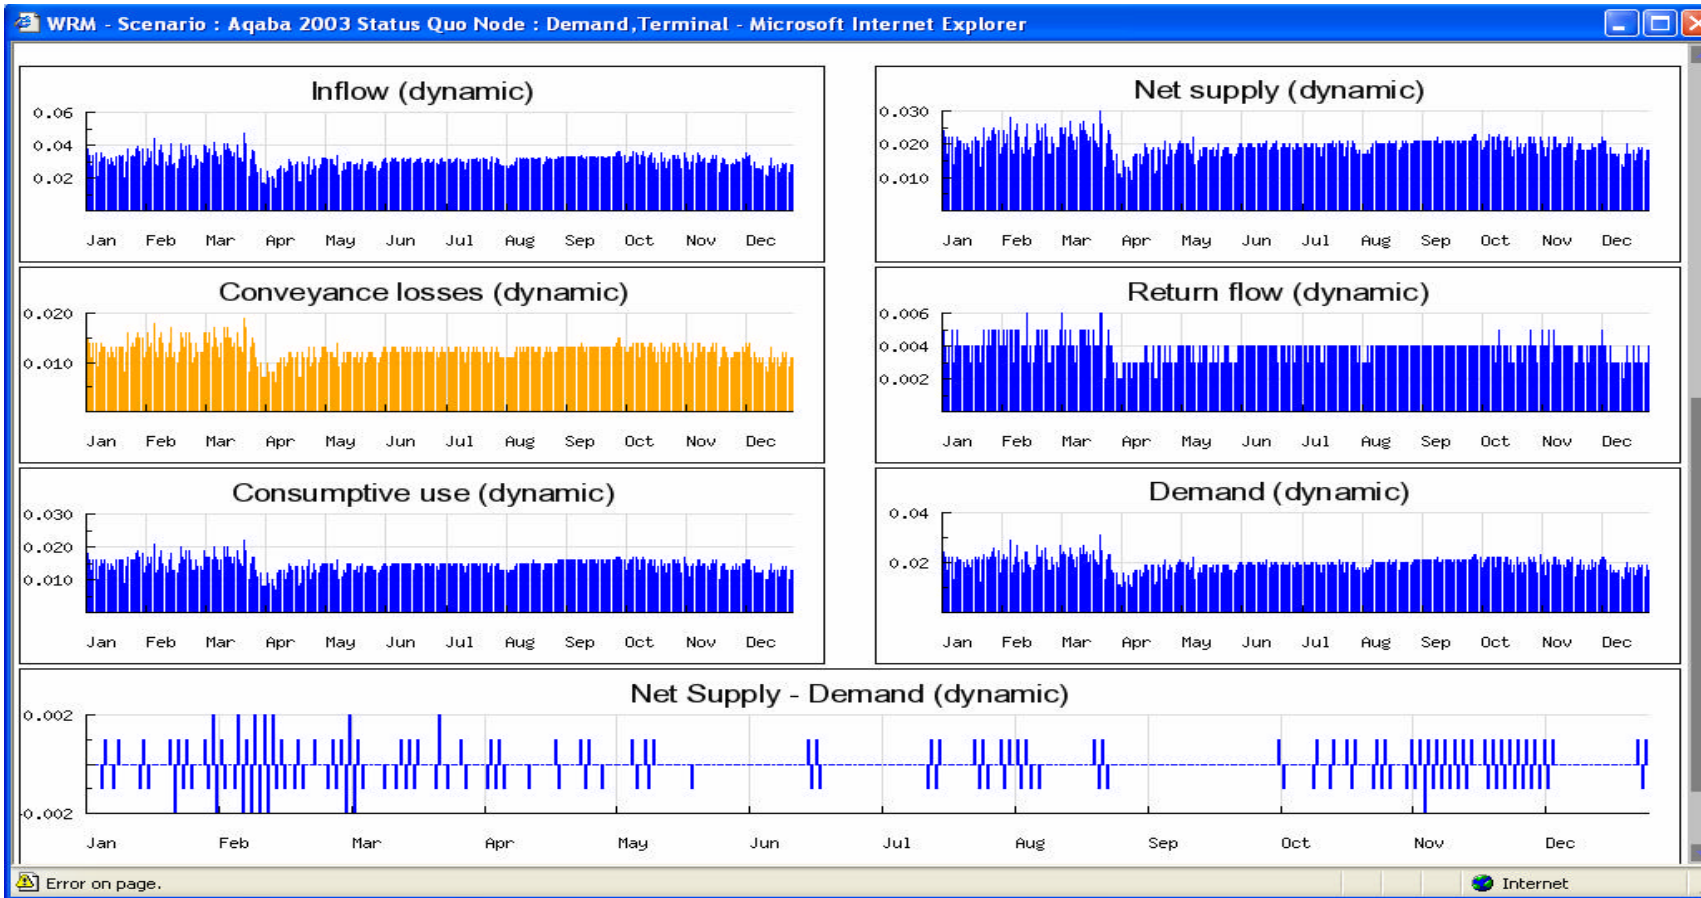 WRM - Scenario : Aqaba 2003 Status Quo Node : Demand,Terminal - Microsoft Internet Explorer
Inflow (dynamic)
0.06
0.04
0.02
Jan Feb Mar Apr May Jun Jul Aug Sep Oct Nov Dec
Net supply (dynamic)
0.030
0.020
0.010
Jan Feb Mar Apr May Jun Jul Aug Sep Oct Nov Dec
Conveyance losses (dynamic)
0.020
0.010
Jan Feb Mar Apr May Jun Jul Aug Sep Oct Nov Dec
Return flow (dynamic)
0.006
0.004
0.002
Jan Feb Mar Apr May Jun Jul Aug Sep Oct Nov Dec
Consumptive use (dynamic)
0.030
0.020
0.010
Jan Feb Mar Apr May Jun Jul Aug Sep Oct Nov Dec
Demand (dynamic)
0.04
0.02
Jan Feb Mar Apr May Jun Jul Aug Sep Oct Nov Dec
Net Supply - Demand (dynamic)
0.002
-0.002
Jan Feb Mar Apr May Jun Jul Aug Sep Oct Nov Dec
Error on page.
Internet